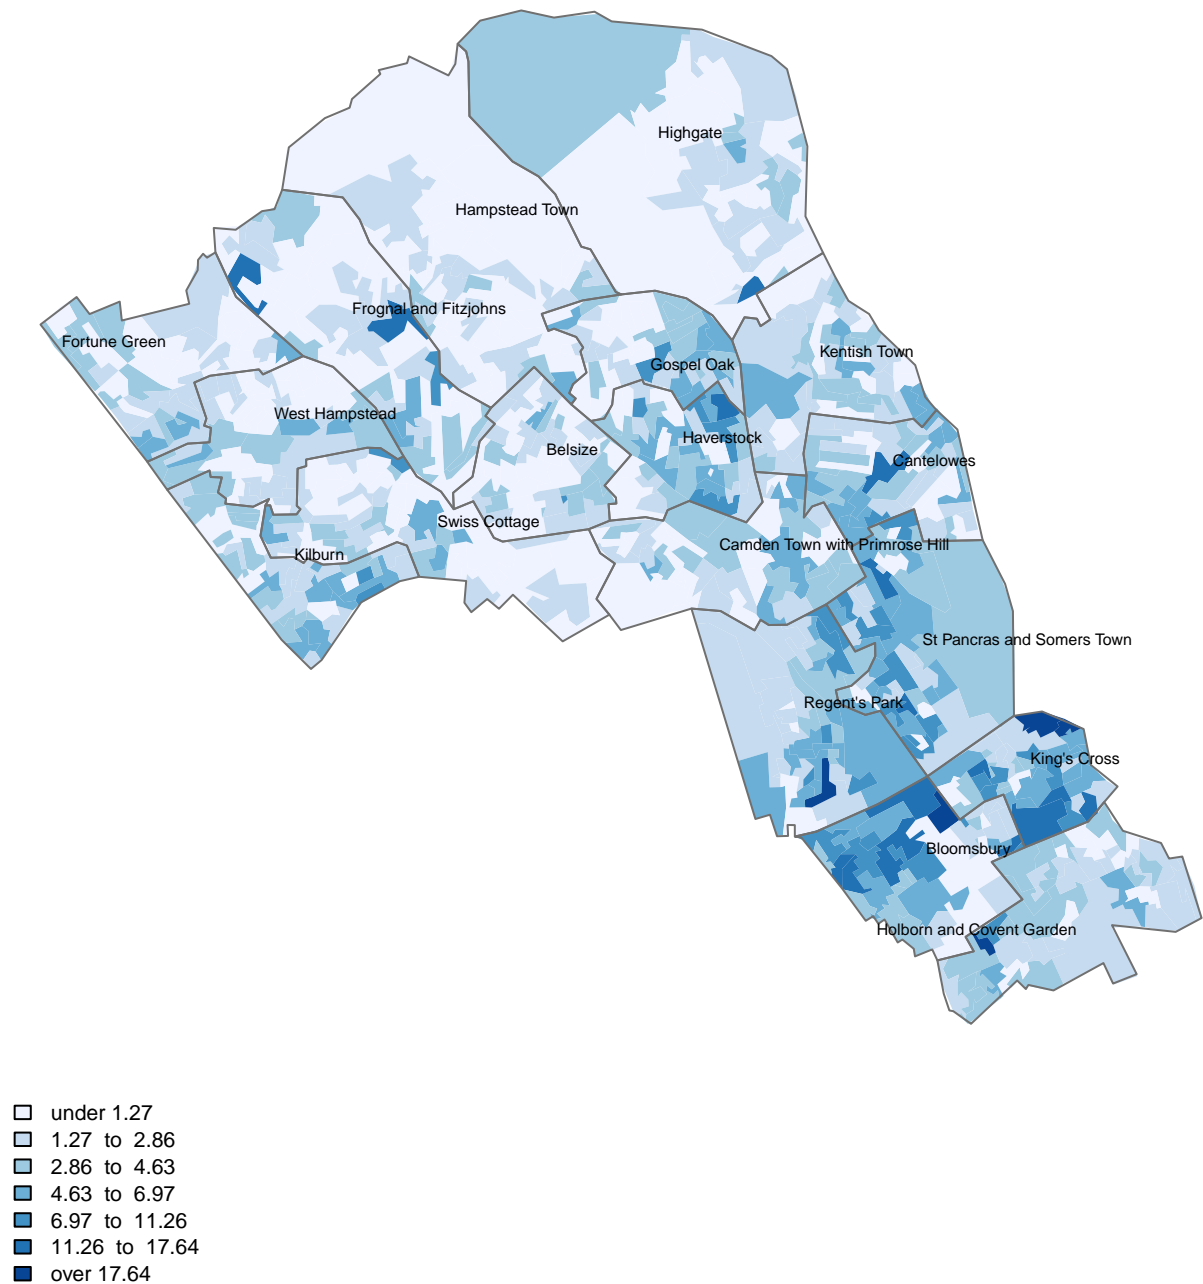 Highgate
Hampstead Town
Frognal and Fitzjohns
Fortune Green
Kentish Town
Gospel Oak
West Hampstead
Haverstock
Belsize
Cantelowes
Swiss Cottage
Camden Town with Primrose Hill
Kilburn
St Pancras and Somers Town
Regent's Park
King's Cross
Bloomsbury
Holborn and Covent Garden
under 1.27
1.27 to 2.86
2.86 to 4.63
4.63 to 6.97
6.97 to 11.26
11.26 to 17.64
over 17.64